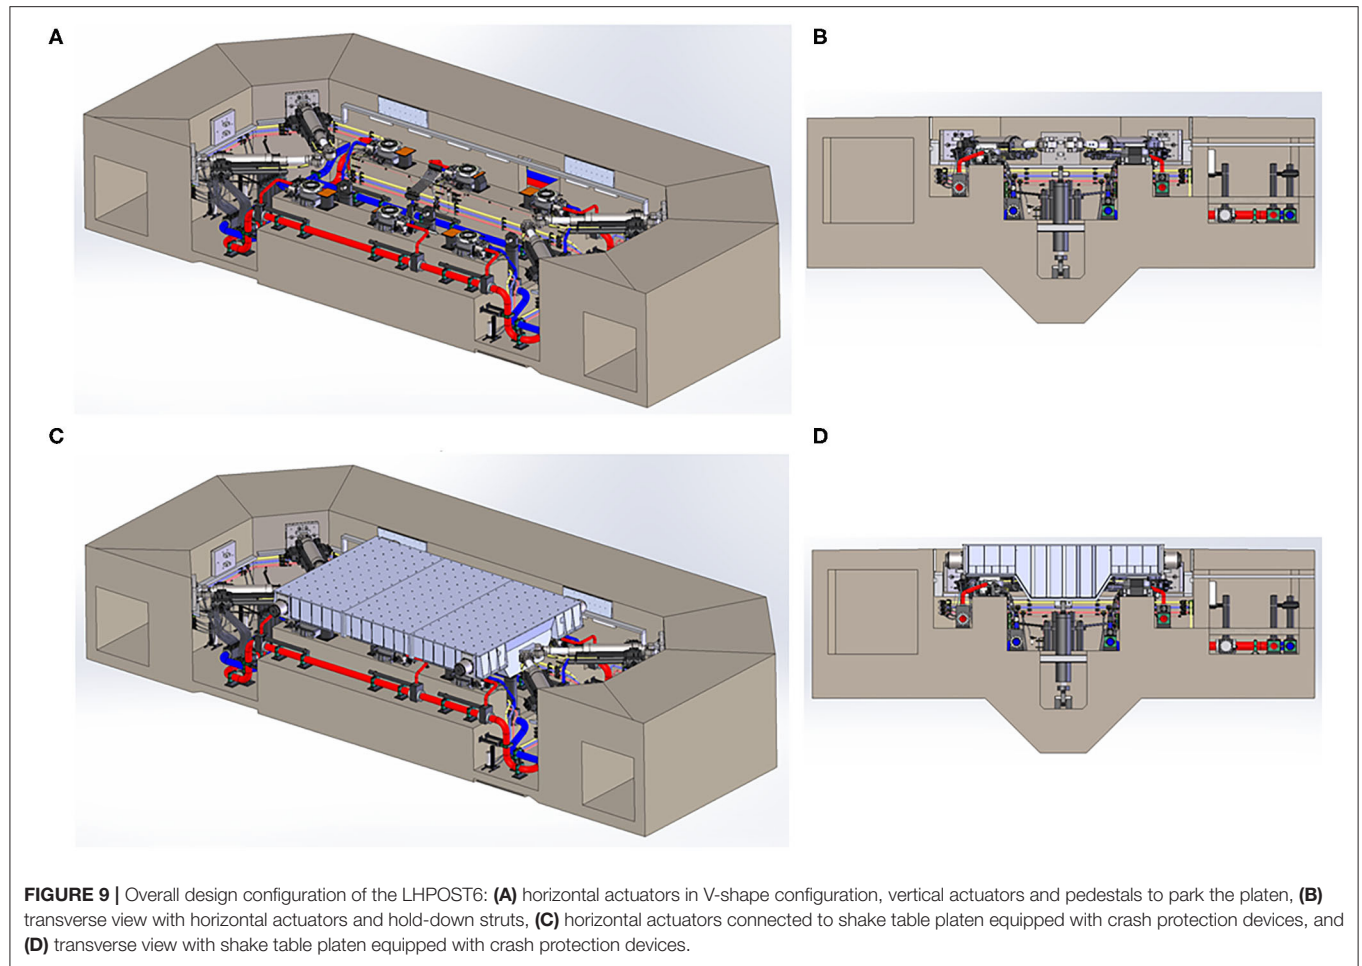 A
B
C
D
FIGURE 9 | Overall design configuration of the LHPOST6: (A) horizontal actuators in V-shape configuration, vertical actuators and pedestals to park the platen, (B)
transverse view with horizontal actuators and hold-down struts, (C) horizontal actuators connected to shake table platen equipped with crash protection devices, and
(D) transverse view with shake table platen equipped with crash protection devices.